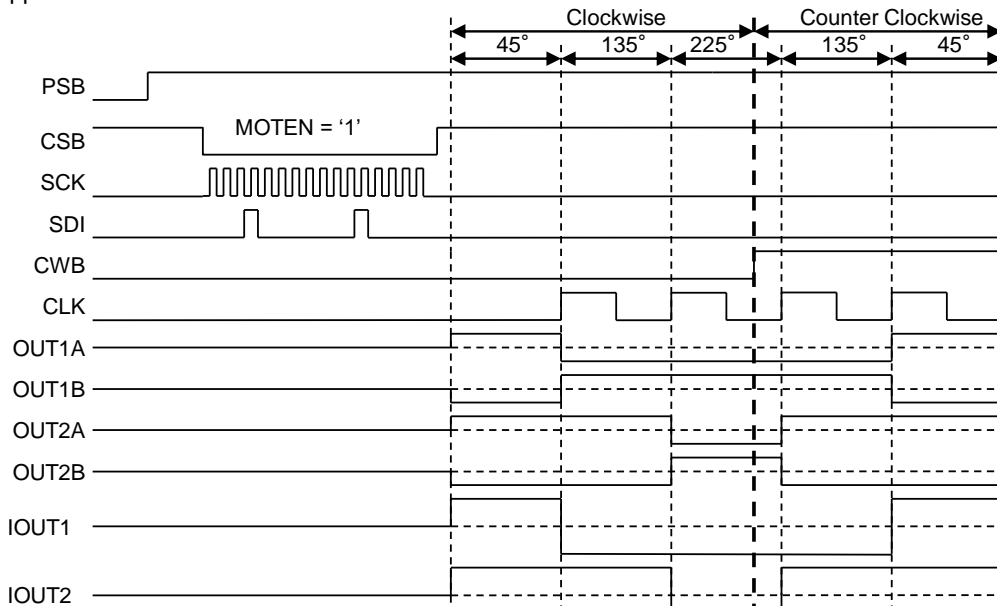 Clockwise Counter Clockwise
45° 135° 225° 135° 45°
PSB
CSB MOTEN = ‘1’
SCK
SDI
CWB
CLK
OUT1A
OUT1B
OUT2A
OUT2B
IOUT1
IOUT2